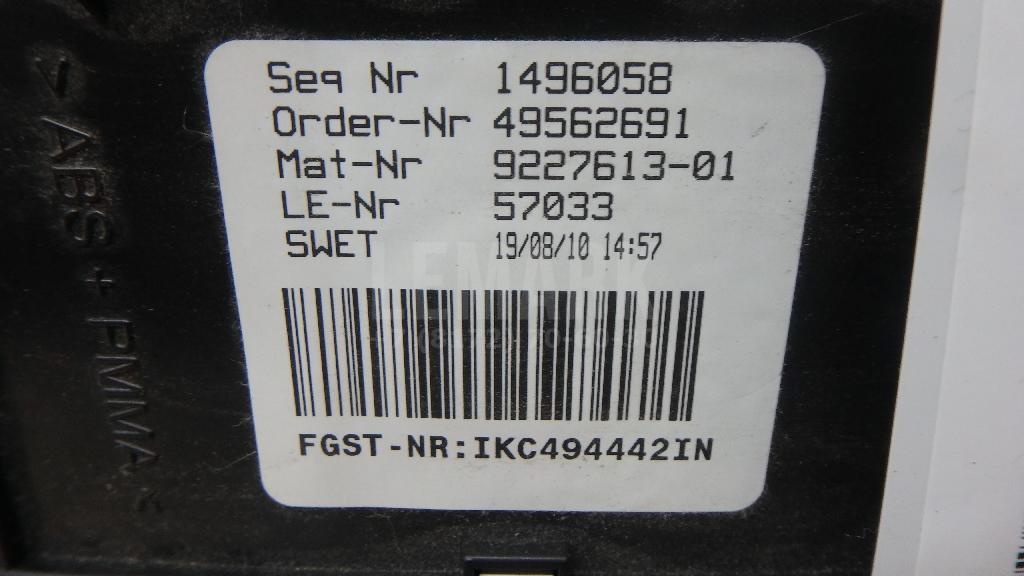 Seq Nr 1496058
Order-Nr 49562691
Mat-Nr 9227613-01
LE-Nr 57033
SWET 19/08/10 14:57
LEMARK
FGST-NR:IKC494442IN
>ABS+PMMA<